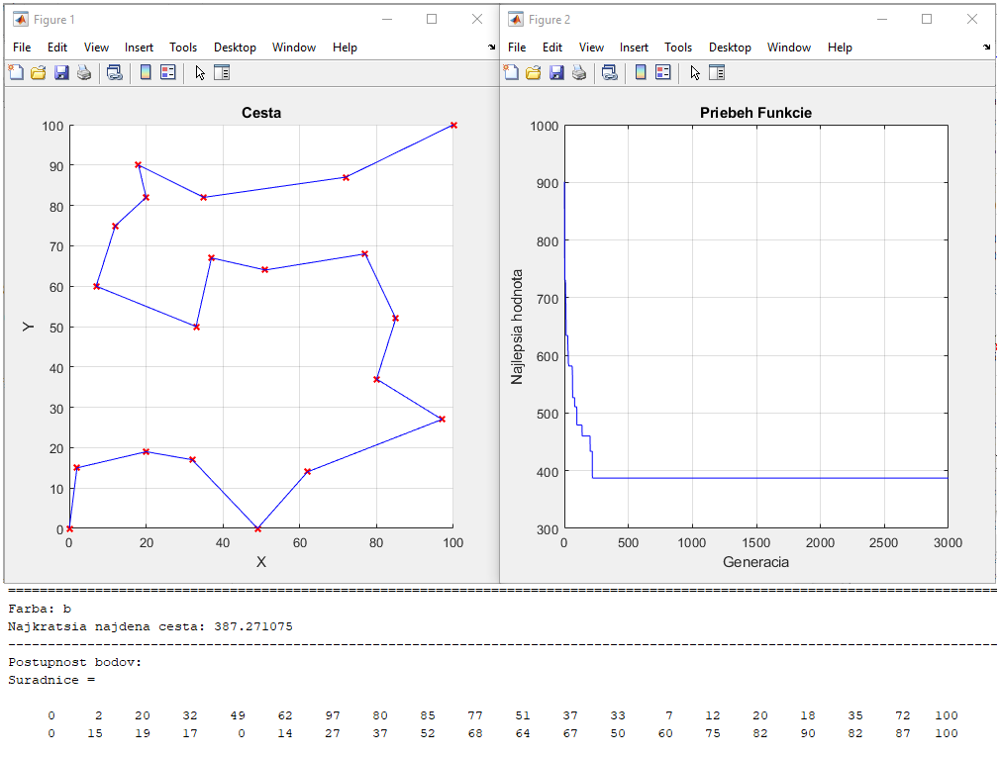 Figure 1
File Edit View Insert Tools Desktop Window Help
Cesta
100
90
80
70
60
50
40
30
20
10
0
Y
0 20 40 60 80 100
X
Figure 2
File Edit View Insert Tools Desktop Window Help
Priebeh Funkcie
1000
900
800
700
600
500
400
300
Najlepsia hodnota
0 500 1000 1500 2000 2500 3000
Generacia
Farba: b
Najkratsia najdena cesta: 387.271075
Postupnost bodov:
Suradnice =
0 2 20 32 49 62 97 80 85 77 51 37 33 7 12 20 18 35 72 100
0 15 19 17 0 14 27 37 52 68 64 67 50 60 75 82 90 82 87 100